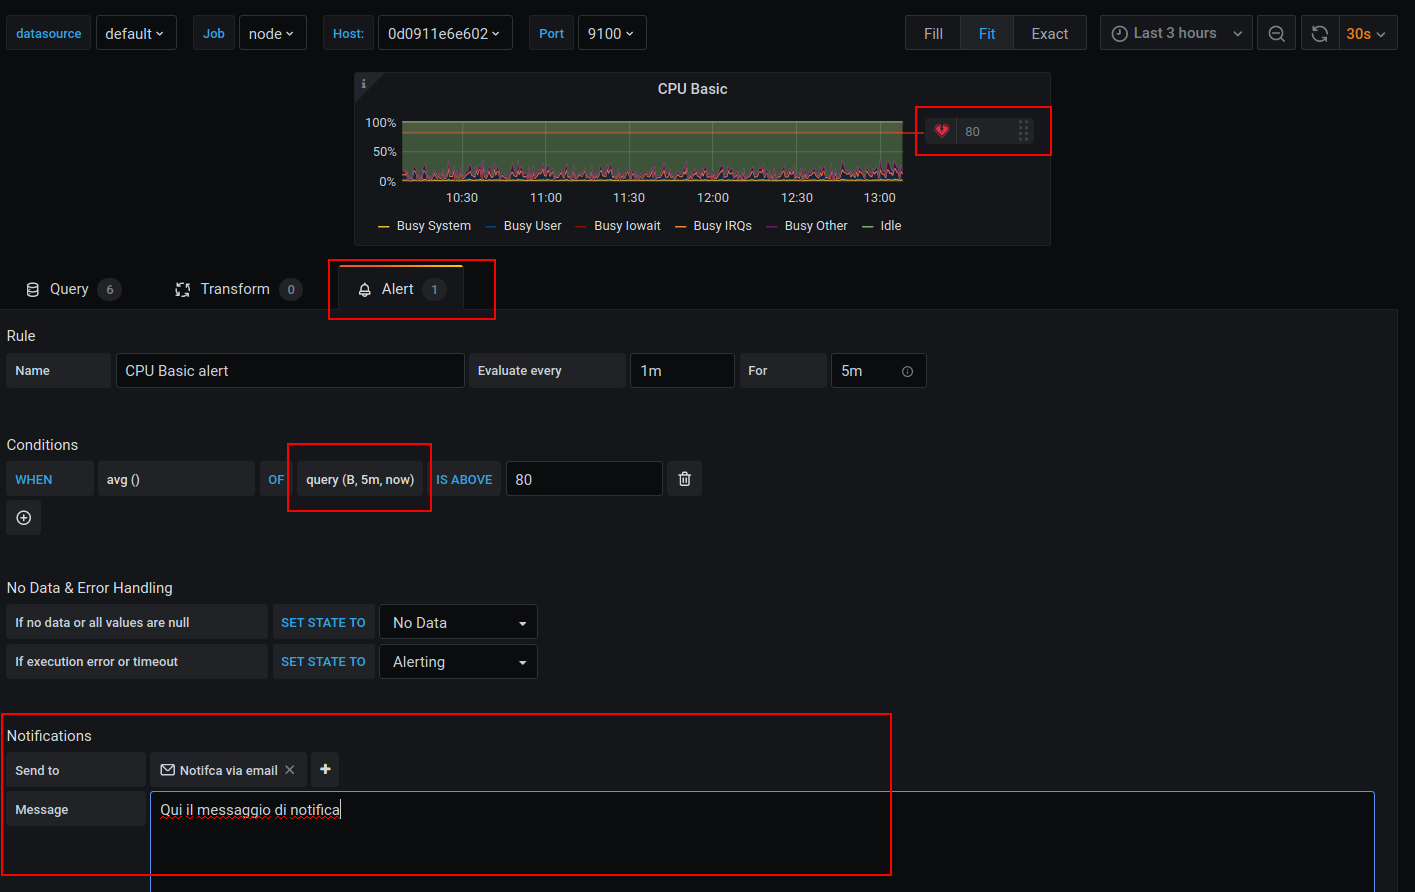 datasource default Job node Host: 0d0911e6e602 Port 9100 Fill Fit Exact Last 3 hours 30s
i
CPU Basic
100%
50%
0%
80
10:30 11:00 11:30 12:00 12:30 13:00
Busy System Busy User Busy Iowait Busy IRQs Busy Other Idle
Query 6 Transform 0 Alert 1
Rule
Name CPU Basic alert Evaluate every 1m For 5m
Conditions
WHEN avg () OF query (B, 5m, now) IS ABOVE 80
No Data & Error Handling
If no data or all values are null SET STATE TO No Data
If execution error or timeout SET STATE TO Alerting
Notifications
Send to Notifca via email
Message Qui il messaggio di notifica